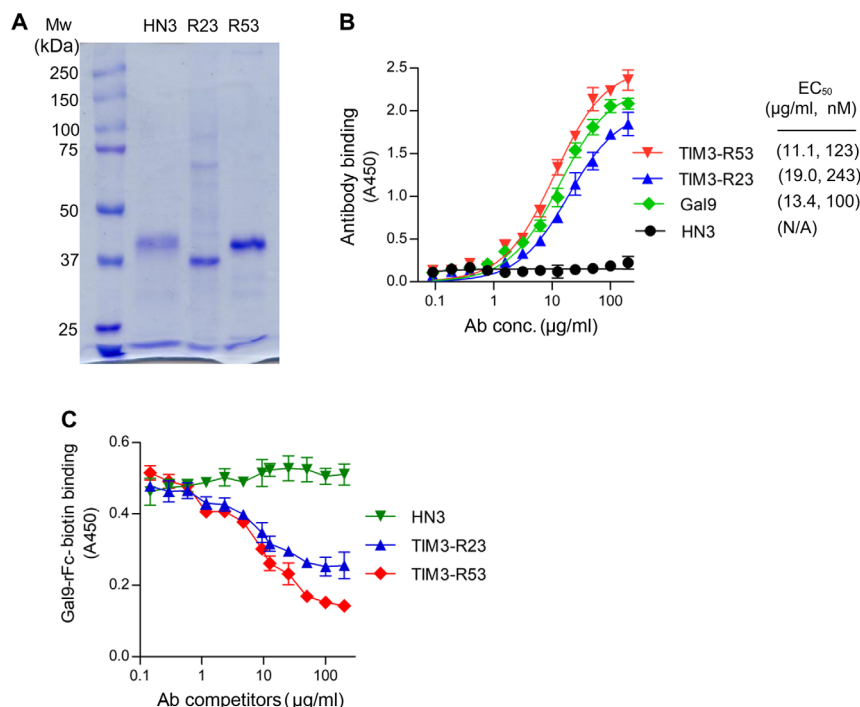 A
Mw
(kDa)
HN3 R23 R53
250
150
100
75
50
37
25
B
2.5
2.0
1.5
1.0
0.5
0.0
Antibody binding
(A450)
0.1 1 10 100
Ab conc. (µg/ml)
EC50
(µg/ml, nM)
TIM3-R53 (11.1, 123)
TIM3-R23 (19.0, 243)
Gal9 (13.4, 100)
HN3 (N/A)
C
0.6
0.4
0.2
0.0
Gal9-rFc-biotin binding
(A450)
0.1 1 10 100
Ab competitors (µg/ml)
HN3
TIM3-R23
TIM3-R53